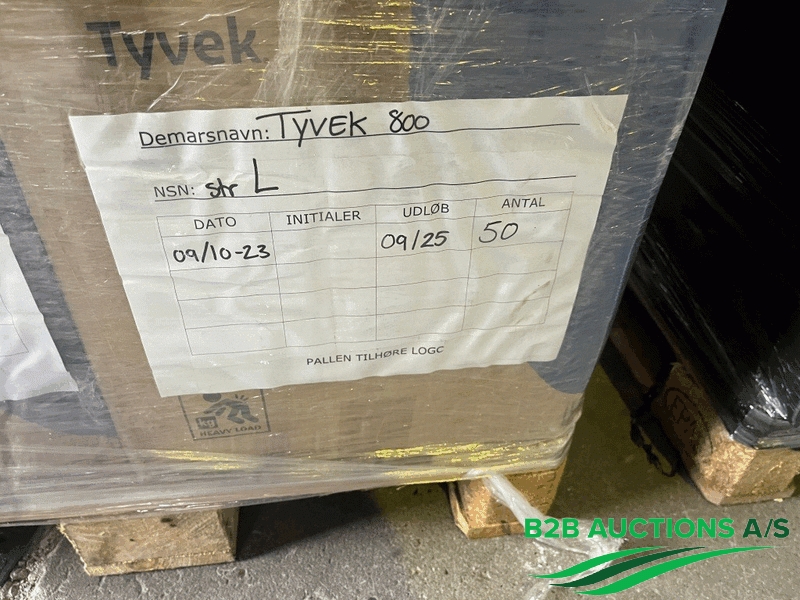 Tyvek
Demarsnavn: TYVEK 800
NSN: str L
DATO INITIALER UDLØB ANTAL
09/10-23 09/25 50
PALLEN TILHØRE LOGC
kg
HEAVY LOAD
B2B AUCTIONS A/S